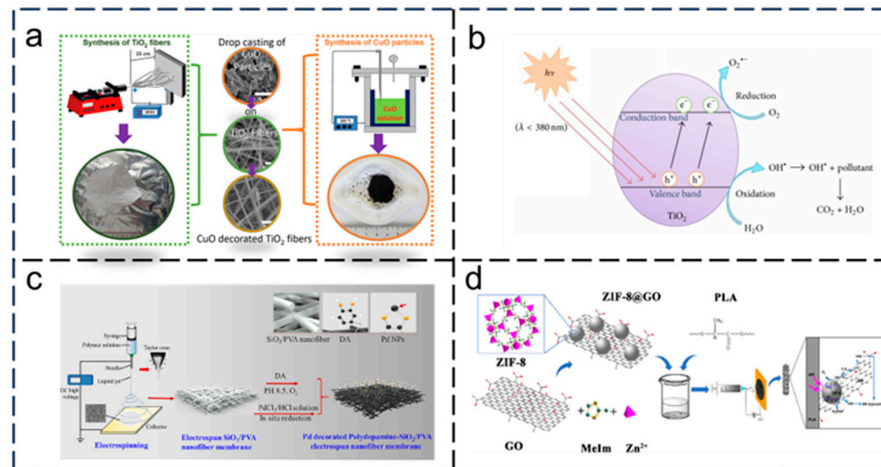 a
Synthesis of TiO₂ fibers
15 cm
Drop casting of
CuO
Particles
on
TiO₂ Fibers
CuO decorated TiO₂ fibers
Synthesis of CuO particles
CuO
solution
b
hν
(λ < 380 nm)
Conduction band
e⁻
e⁻
O₂•⁻
Reduction
O₂
h⁺
h⁺
Valence band
TiO₂
OH• → OH• + pollutant
Oxidation
H₂O
CO₂ + H₂O
c
Syringe
Polymer solutions
Needle
Liquid jet
Taylor cone
DC high
voltage
Collector
Electrospinning
SiO₂/PVA nanofiber
DA
Pd NPs
DA
PH 8.5, O₂
PdCl₂/HCl solution
In situ reduction
Electrospun SiO₂/PVA
nanofiber membrane
Pd decorated Polydopamine-SiO₂/PVA
electrospun nanofiber membrane
d
ZIF-8@GO
PLA
ZIF-8
GO
MeIm
Zn²⁺